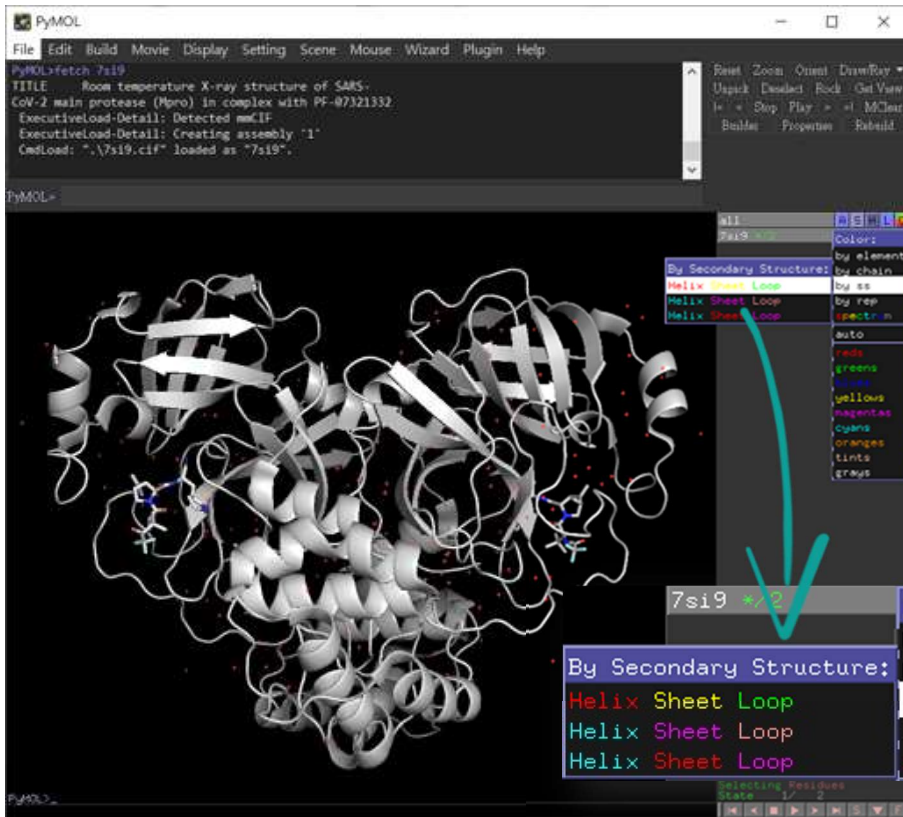 PyMOL
File Edit Build Movie Display Setting Scene Mouse Wizard Plugin Help
PyMOL>fetch 7si9
TITLE Room temperature X-ray structure of SARS-
CoV-2 main protease (Mpro) in complex with PF-07321332
ExecutiveLoad-Detail: Detected mmCIF
ExecutiveLoad-Detail: Creating assembly '1'
CmdLoad: ".\7si9.cif" loaded as "7si9".
Reset Zoom Orient Draw/Ray
Unpick Deselect Rock Get View
|< < Stop Play > >| MClear
Builder Properties Rebuild
PyMOL>
all A S H L C
7si9 */2
Color:
by element
by chain
by ss
by rep
spectrum
auto
reds
greens
blues
yellows
magentas
cyans
oranges
tints
grays
By Secondary Structure:
Helix Sheet Loop
Helix Sheet Loop
Helix Sheet Loop
7si9 */2
By Secondary Structure:
Helix Sheet Loop
Helix Sheet Loop
Helix Sheet Loop
Selecting Residues
State 1/ 2
PyMOL>_
S F